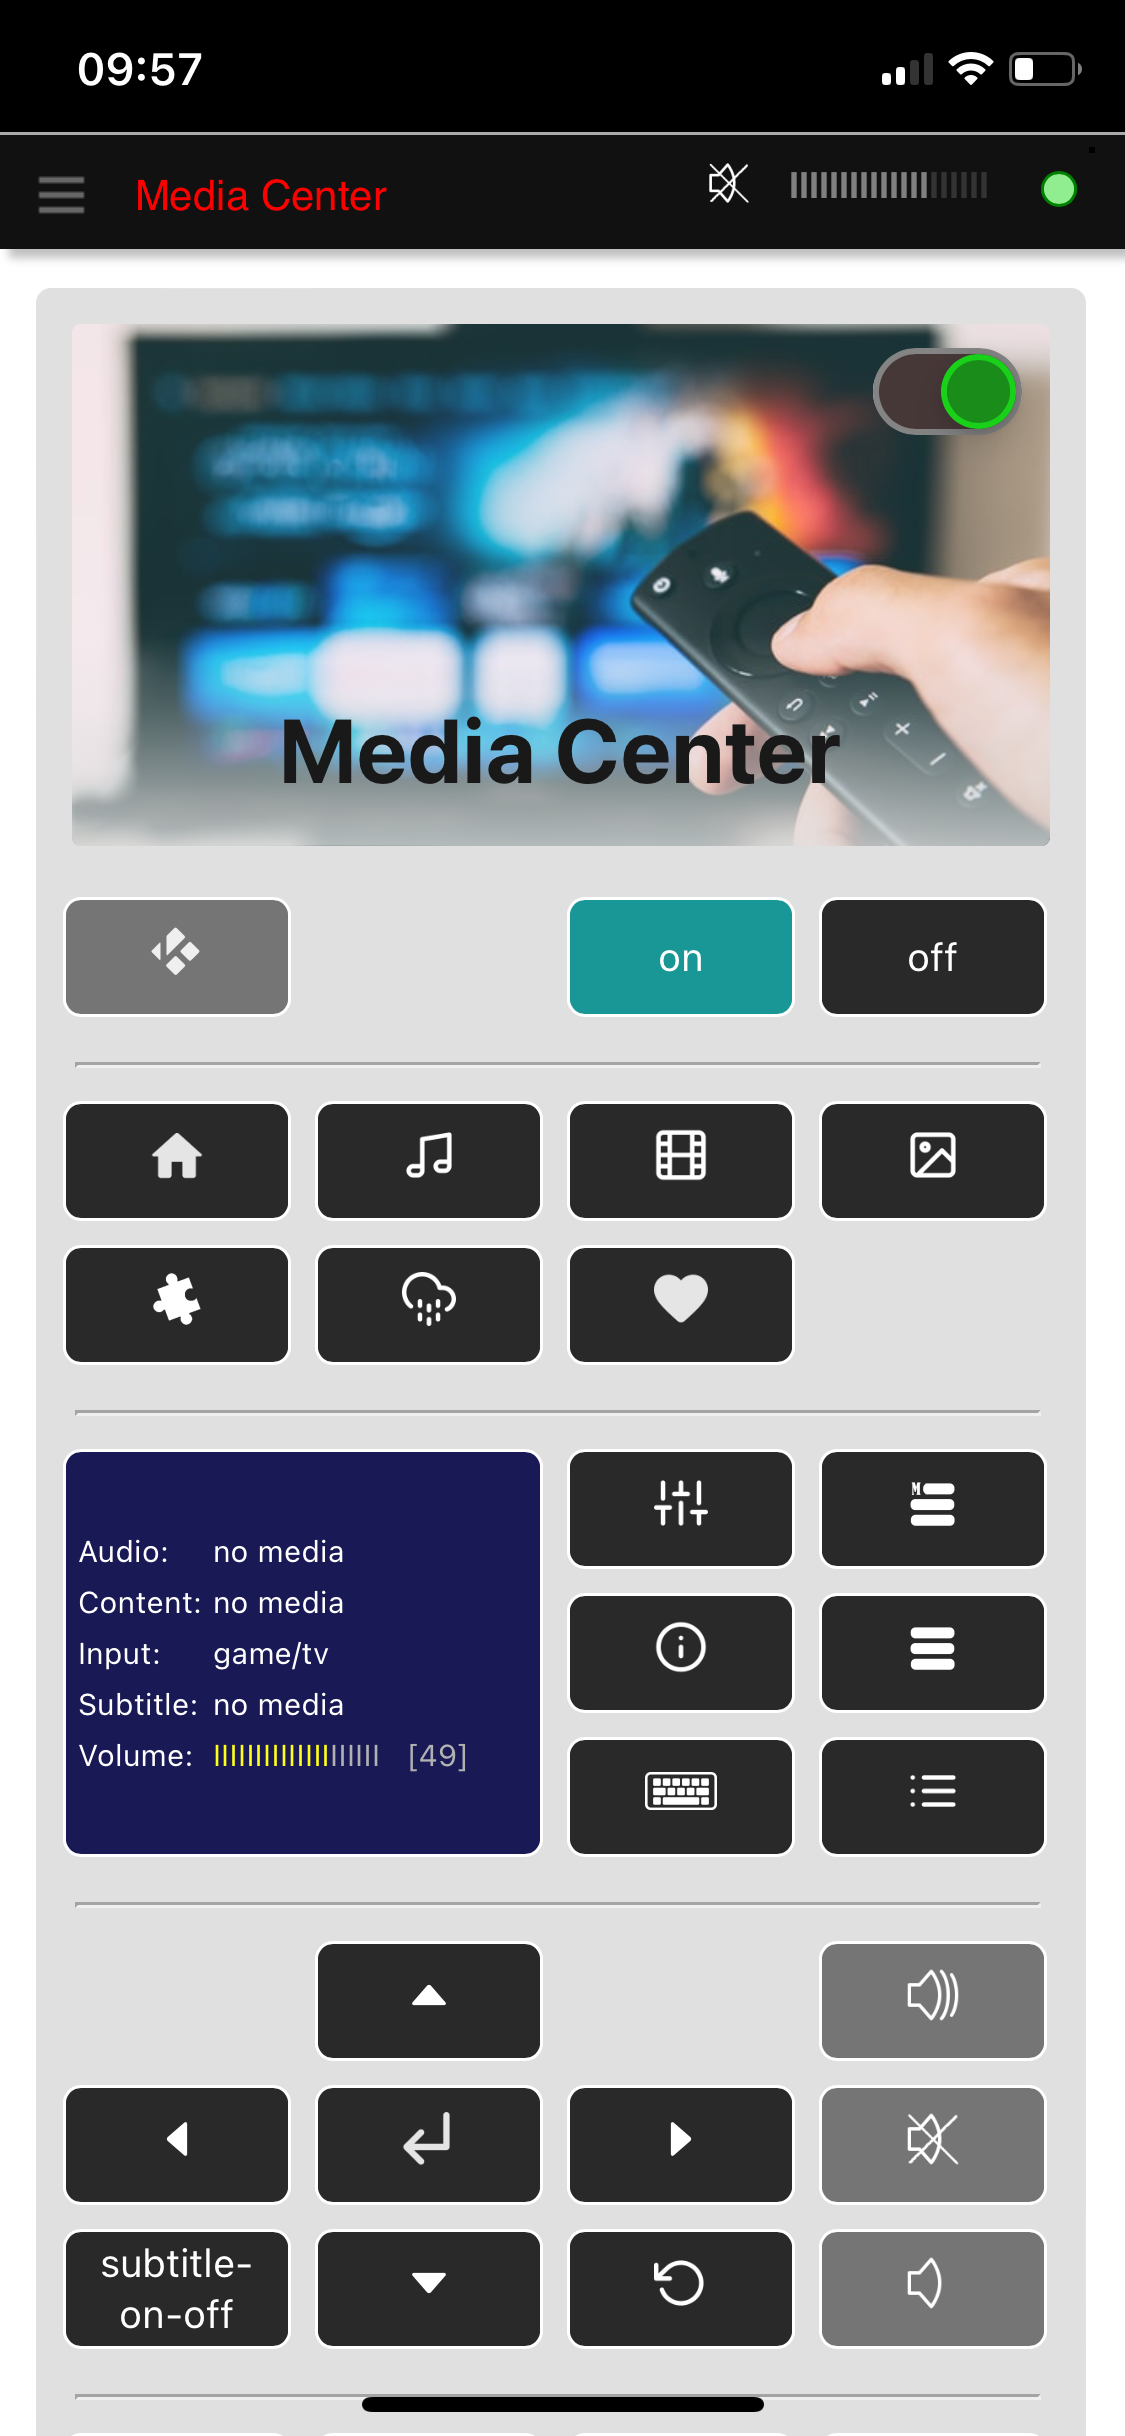 09:57
Media Center
Media Center
on
off
Audio: no media
Content: no media
Input: game/tv
Subtitle: no media
Volume: [49]
M
subtitle-
on-off